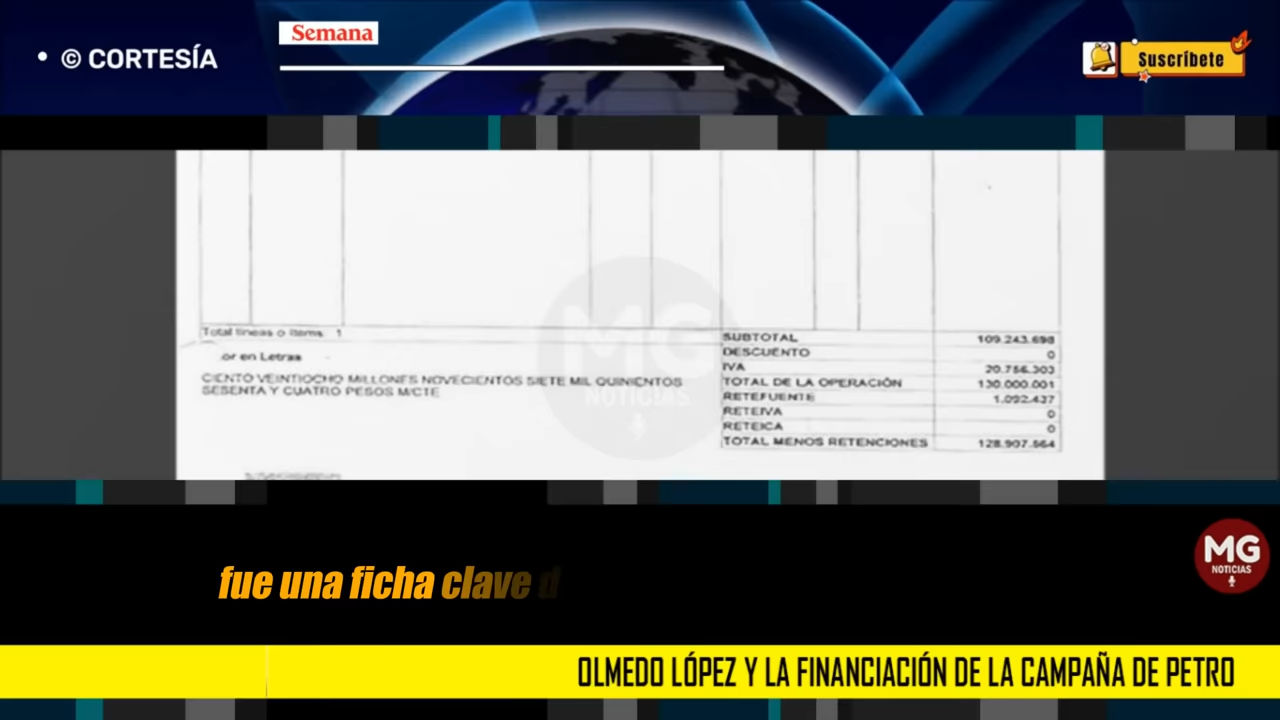 • © CORTESÍA
Semana
Suscríbete
Total líneas o ítems 1
or en Letras
CIENTO VEINTIOCHO MILLONES NOVECIENTOS SIETE MIL QUINIENTOS
SESENTA Y CUATRO PESOS M/CTE
SUBTOTAL 109.243.698
DESCUENTO 0
IVA 20.756.303
TOTAL DE LA OPERACIÓN 130.000.001
RETEFUENTE 1.092.437
RETEIVA 0
RETEICA 0
TOTAL MENOS RETENCIONES 128.907.564
MG
NOTICIAS
fue una ficha clave d
MG
NOTICIAS
OLMEDO LÓPEZ Y LA FINANCIACIÓN DE LA CAMPAÑA DE PETRO